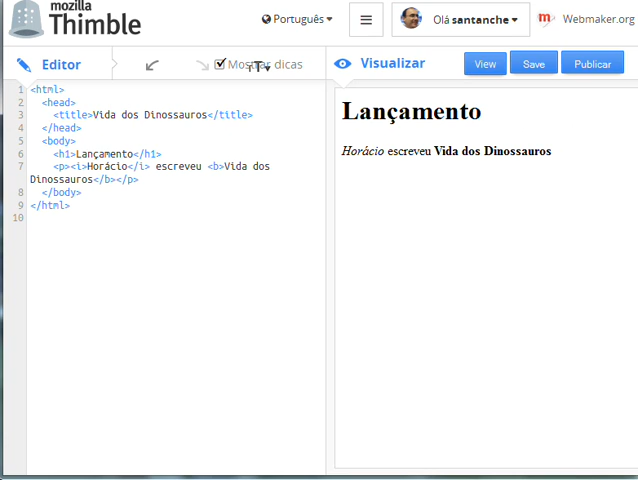 mozilla
Thimble
Português
Olá santanche
m
Webmaker.org
Editor
Mostrar dicas
Visualizar
View
Save
Publicar
1 <html>
2 <head>
3 <title>Vida dos Dinossauros</title>
4 </head>
5 <body>
6 <h1>Lançamento</h1>
7 <p><i>Horácio</i> escreveu <b>Vida dos
Dinossauros</b></p>
8 </body>
9 </html>
10
Lançamento
Horácio escreveu Vida dos Dinossauros